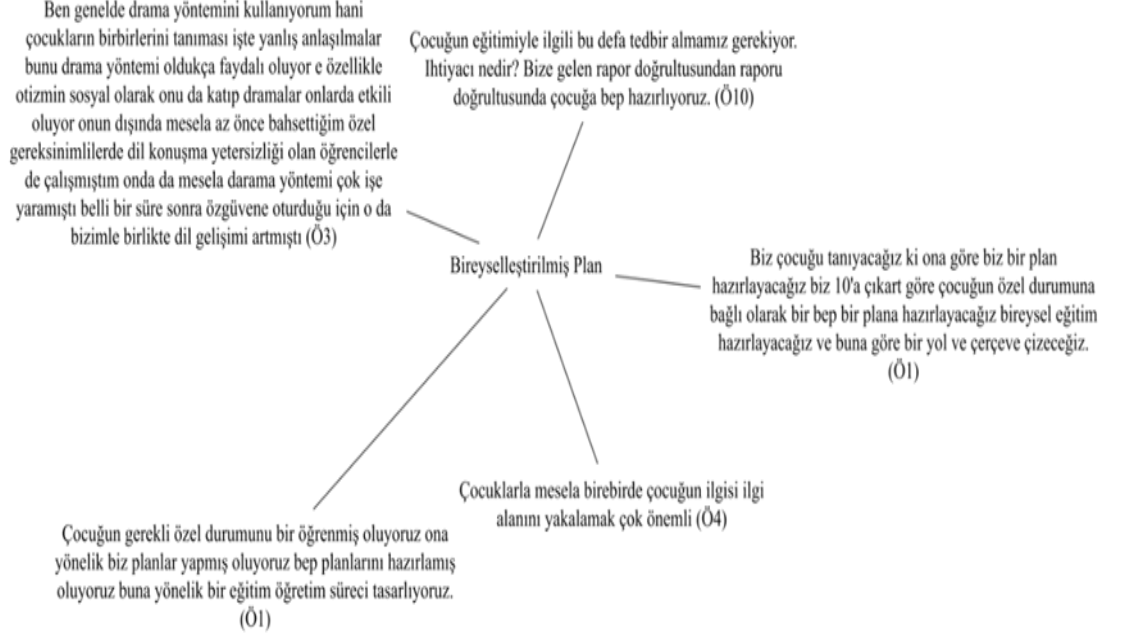 Ben genelde drama yöntemini kullanıyorum hani
çocukların birbirlerini tanıması işte yanlış anlaşılmalar
bunu drama yöntemi oldukça faydalı oluyor e özellikle
otizmin sosyal olarak onu da katıp dramalar onlarda etkili
oluyor onun dışında mesela az önce bahsettiğim özel
gereksinimlilerde dil konuşma yetersizliği olan öğrencilerle
de çalışmıştım onda da mesela darama yöntemi çok işe
yaramıştı belli bir süre sonra özgüvene oturduğu için o da
bizimle birlikte dil gelişimi artmıştı (Ö3)
Çocuğun eğitimiyle ilgili bu defa tedbir almamız gerekiyor.
Ihtiyacı nedir? Bize gelen rapor doğrultusundan raporu
doğrultusunda çocuğa bep hazırlıyoruz. (Ö10)
Bireyselleştirilmiş Plan
Biz çocuğu tanıyacağız ki ona göre biz bir plan
hazırlayacağız biz 10'a çıkart göre çocuğun özel durumuna
bağlı olarak bir bep bir plana hazırlayacağız bireysel eğitim
hazırlayacağız ve buna göre bir yol ve çerçeve çizeceğiz.
(Ö1)
Çocuklarla mesela birebirde çocuğun ilgisi ilgi
alanını yakalamak çok önemli (Ö4)
Çocuğun gerekli özel durumunu bir öğrenmiş oluyoruz ona
yönelik biz planlar yapmış oluyoruz bep planlarını hazırlamış
oluyoruz buna yönelik bir eğitim öğretim süreci tasarlıyoruz.
(Ö1)